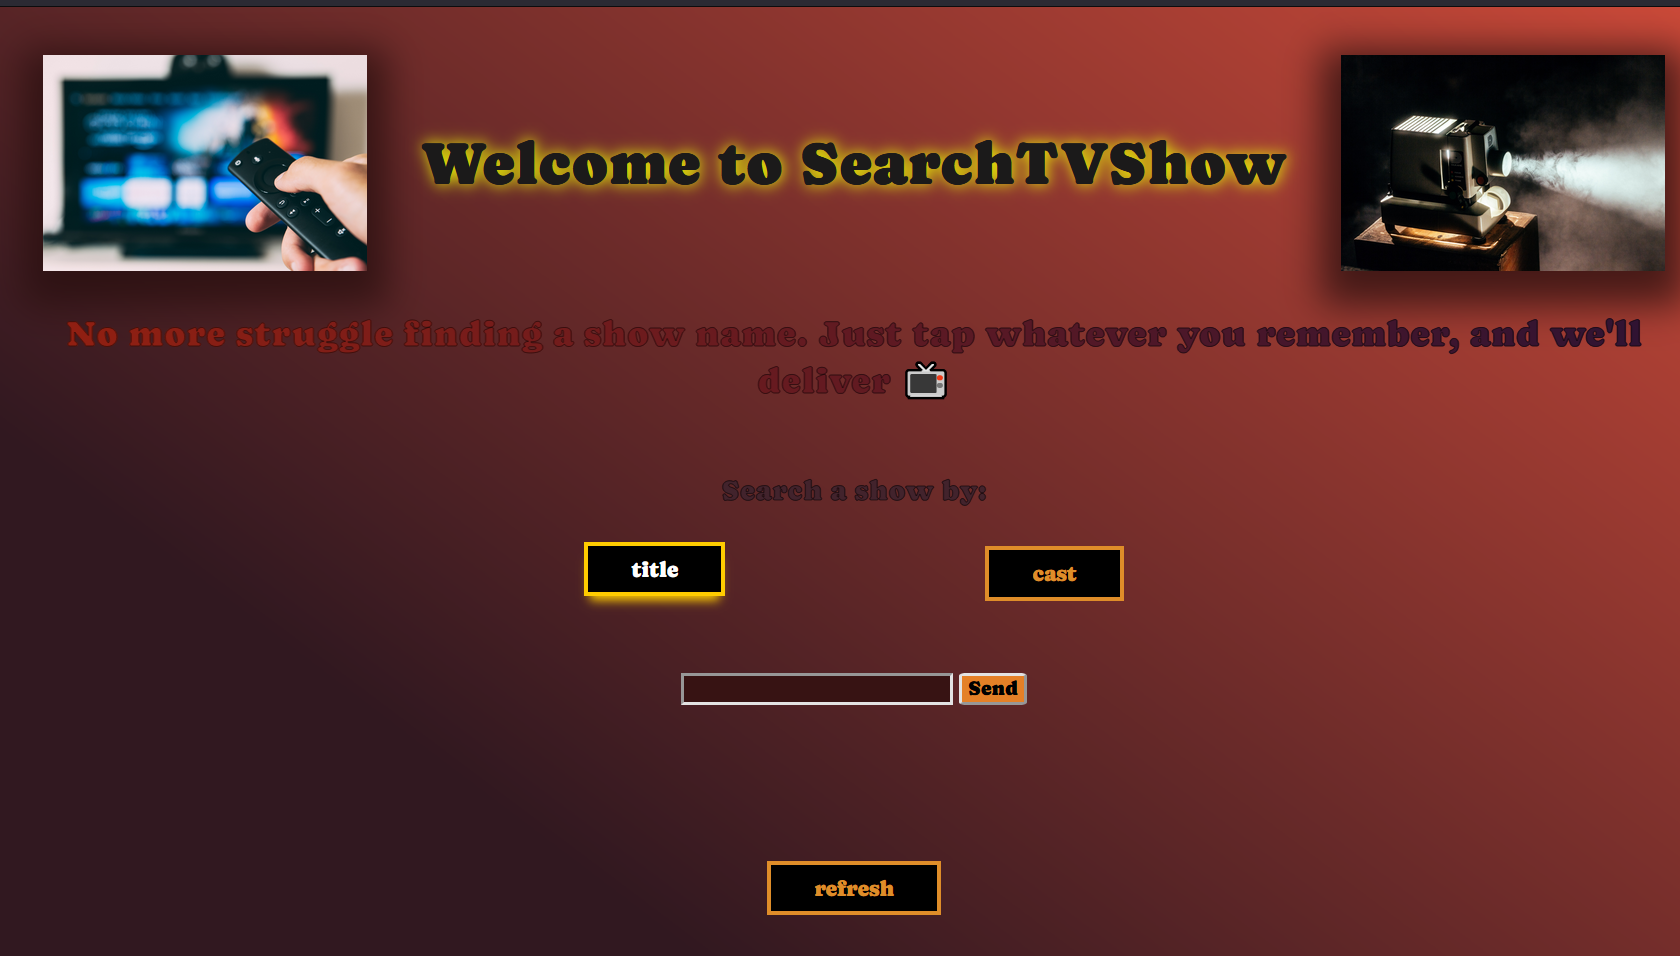 Welcome to SearchTVShow
No more struggle finding a show name. Just tap whatever you remember, and we'll
deliver 📺
Search a show by:
title
cast
Send
refresh